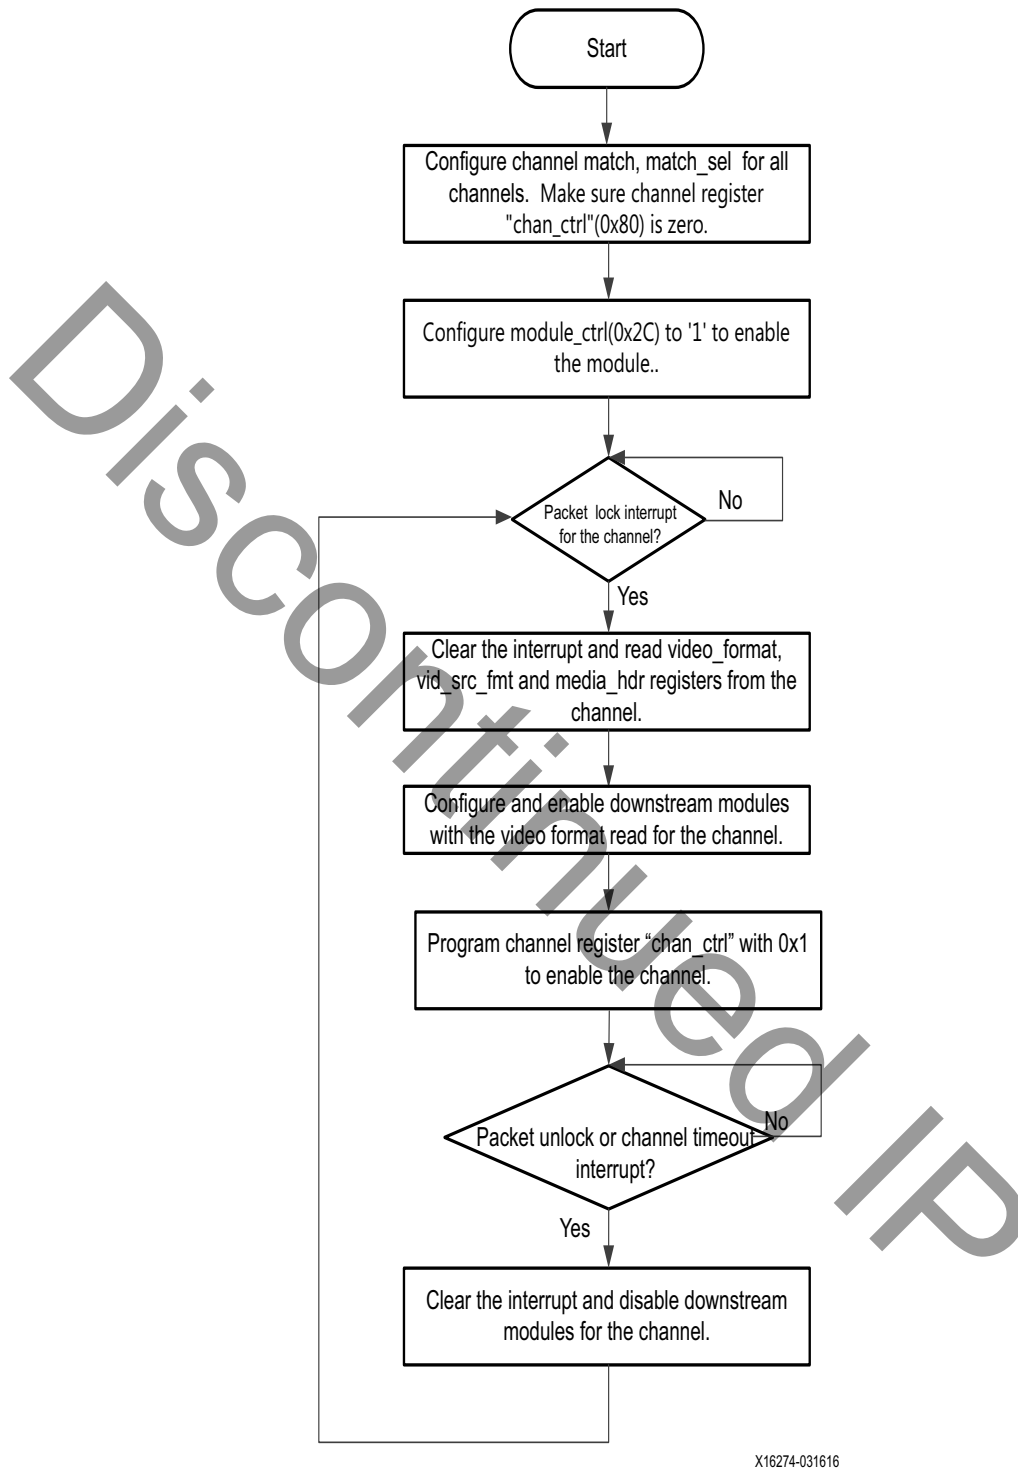 Start
Configure channel match, match_sel for all
channels. Make sure channel register
"chan_ctrl"(0x80) is zero.
Configure module_ctrl(0x2C) to '1' to enable
the module..
Packet lock interrupt
for the channel?
No
Yes
Clear the interrupt and read video_format,
vid_src_fmt and media_hdr registers from the
channel.
Configure and enable downstream modules
with the video format read for the channel.
Program channel register “chan_ctrl” with 0x1
to enable the channel.
Packet unlock or channel timeout
interrupt?
No
Yes
Clear the interrupt and disable downstream
modules for the channel.
X16274-031616
Discontinued IP